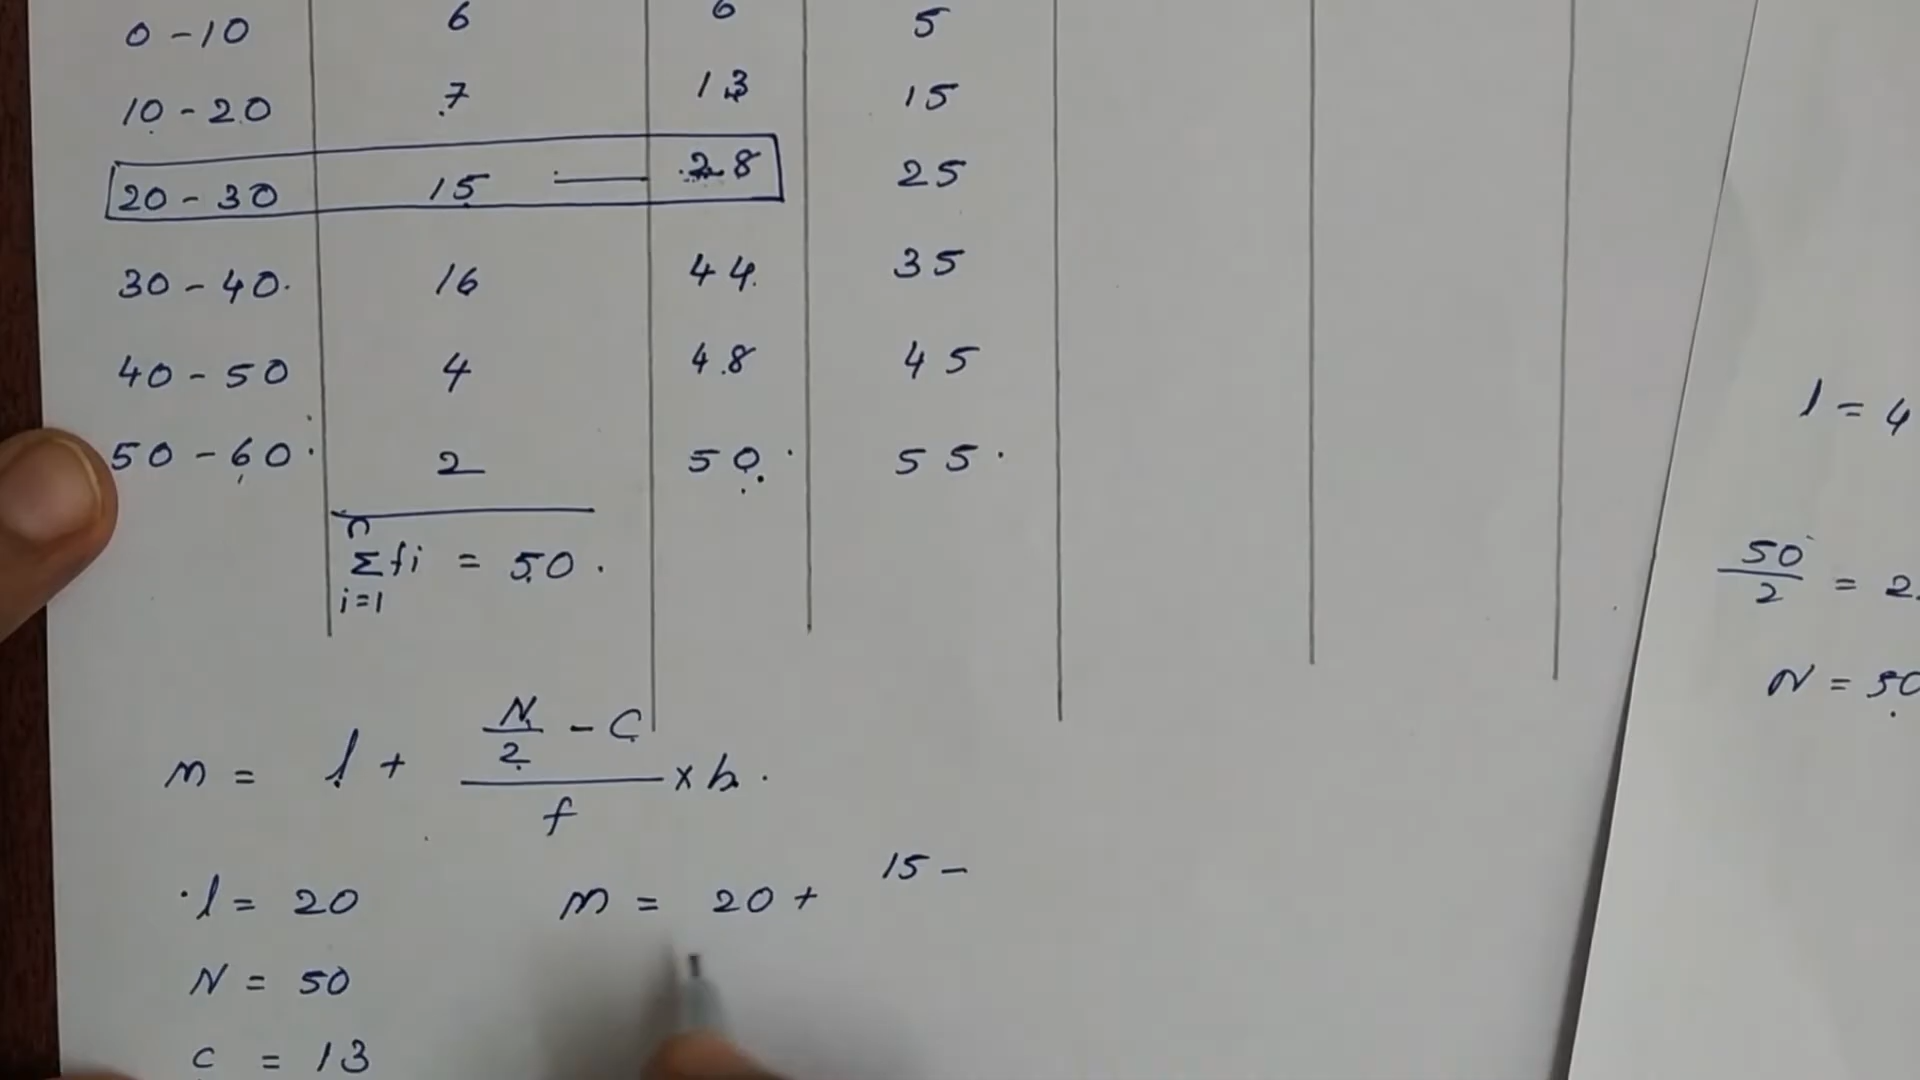 0 - 10 6 6 5
10 - 20 7 13 15
20 - 30 15 — 28 25
30 - 40. 16 44. 35
40 - 50 4 4.8 45
50 - 60. 2 50. 55.
n
Σfi = 50.
i=1
m = l + (N/2 - C)/f × h.
l = 20 m = 20 + 15 -
N = 50
C = 13
l = 4
50/2 = 2
N = 50